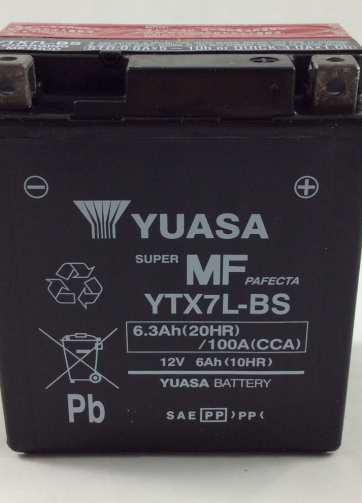 YUASA
SUPER MF PAFECTA
YTX7L-BS
6.3Ah(20HR)
/100A(CCA)
12V 6Ah(10HR)
YUASA BATTERY
Pb
SAE PP >PP<